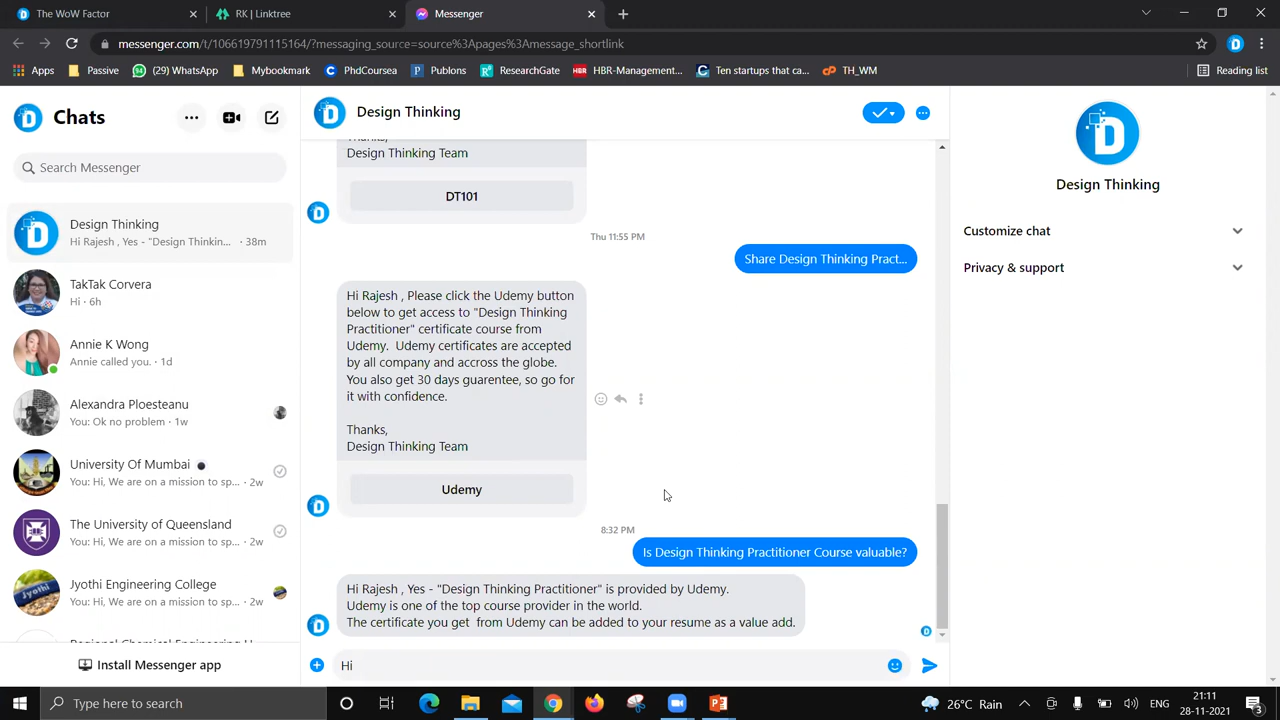 The WoW Factor
RK | Linktree
Messenger
messenger.com/t/106619791115164/?messaging_source=source%3Apages%3Amessage_shortlink
Apps
Passive
(29) WhatsApp
Mybookmark
PhdCoursea
Publons
ResearchGate
HBR-Management...
Ten startups that ca...
TH_WM
Reading list
Chats
Search Messenger
Design Thinking
Hi Rajesh , Yes - "Design Thinkin... · 38m
TakTak Corvera
Hi · 6h
Annie K Wong
Annie called you. · 1d
Alexandra Ploesteanu
You: Ok no problem · 1w
University Of Mumbai
You: Hi, We are on a mission to sp... · 2w
The University of Queensland
You: Hi, We are on a mission to sp... · 2w
Jyothi Engineering College
You: Hi, We are on a mission to sp... · 2w
Install Messenger app
Design Thinking
Design Thinking Team
DT101
Thu 11:55 PM
Share Design Thinking Pract...
Hi Rajesh , Please click the Udemy button
below to get access to "Design Thinking
Practitioner" certificate course from
Udemy.  Udemy certificates are accepted
by all company and accross the globe.
You also get 30 days guarentee, so go for
it with confidence.
Thanks,
Design Thinking Team
Udemy
8:32 PM
Is Design Thinking Practitioner Course valuable?
Hi Rajesh , Yes - "Design Thinking Practitioner" is provided by Udemy.
Udemy is one of the top course provider in the world.
The certificate you get  from Udemy can be added to your resume as a value add.
Hi
Design Thinking
Customize chat
Privacy & support
Type here to search
26°C Rain
ENG
21:11
28-11-2021
3